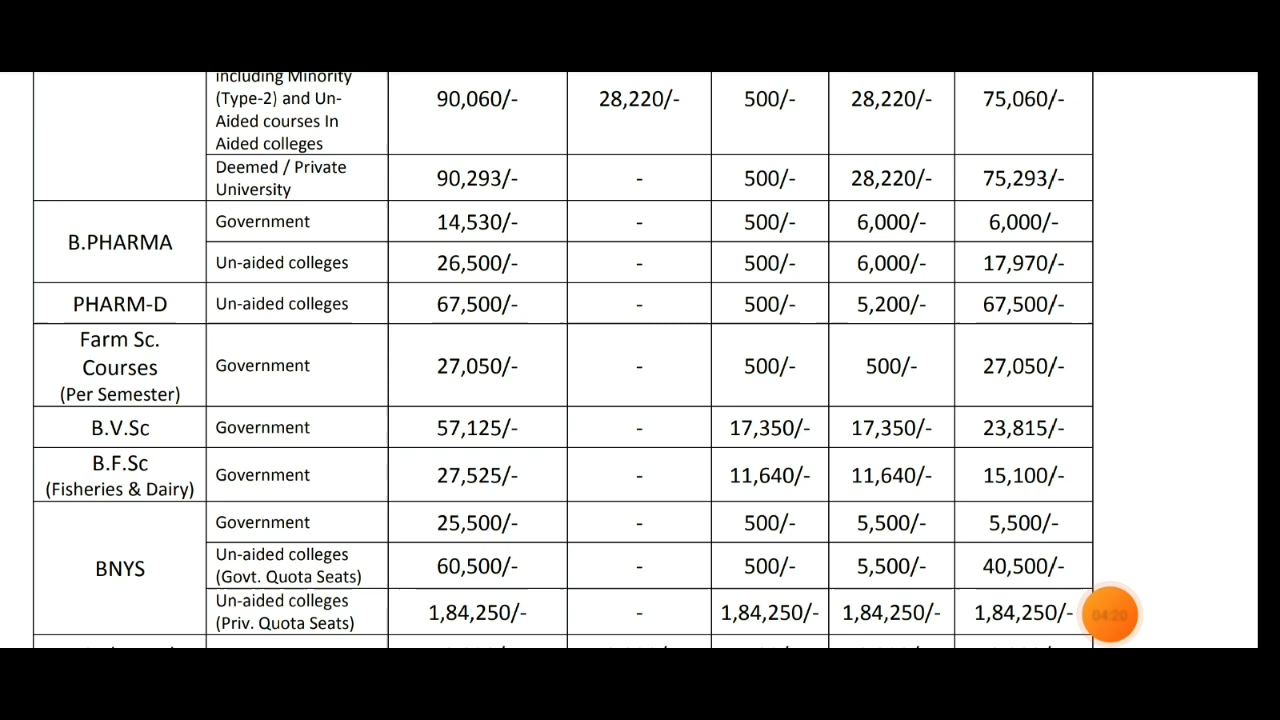 including Minority
(Type-2) and Un-
Aided courses In
Aided colleges
90,060/- 28,220/- 500/- 28,220/- 75,060/-
Deemed / Private
University
90,293/- - 500/- 28,220/- 75,293/-
B.PHARMA
Government 14,530/- - 500/- 6,000/- 6,000/-
Un-aided colleges 26,500/- - 500/- 6,000/- 17,970/-
PHARM-D Un-aided colleges 67,500/- - 500/- 5,200/- 67,500/-
Farm Sc.
Courses
(Per Semester)
Government 27,050/- - 500/- 500/- 27,050/-
B.V.Sc Government 57,125/- - 17,350/- 17,350/- 23,815/-
B.F.Sc
(Fisheries & Dairy)
Government 27,525/- - 11,640/- 11,640/- 15,100/-
BNYS
Government 25,500/- - 500/- 5,500/- 5,500/-
Un-aided colleges
(Govt. Quota Seats)
60,500/- - 500/- 5,500/- 40,500/-
Un-aided colleges
(Priv. Quota Seats)
1,84,250/- - 1,84,250/- 1,84,250/- 1,84,250/-
04:20